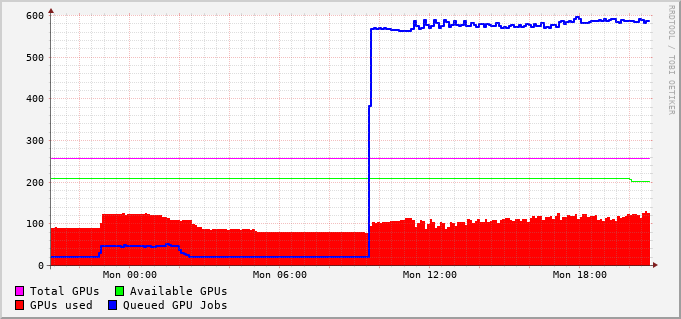 600
500
400
300
200
100
0
Mon 00:00 Mon 06:00 Mon 12:00 Mon 18:00
Total GPUs Available GPUs
GPUs used Queued GPU Jobs
RRDTOOL / TOBI OETIKER